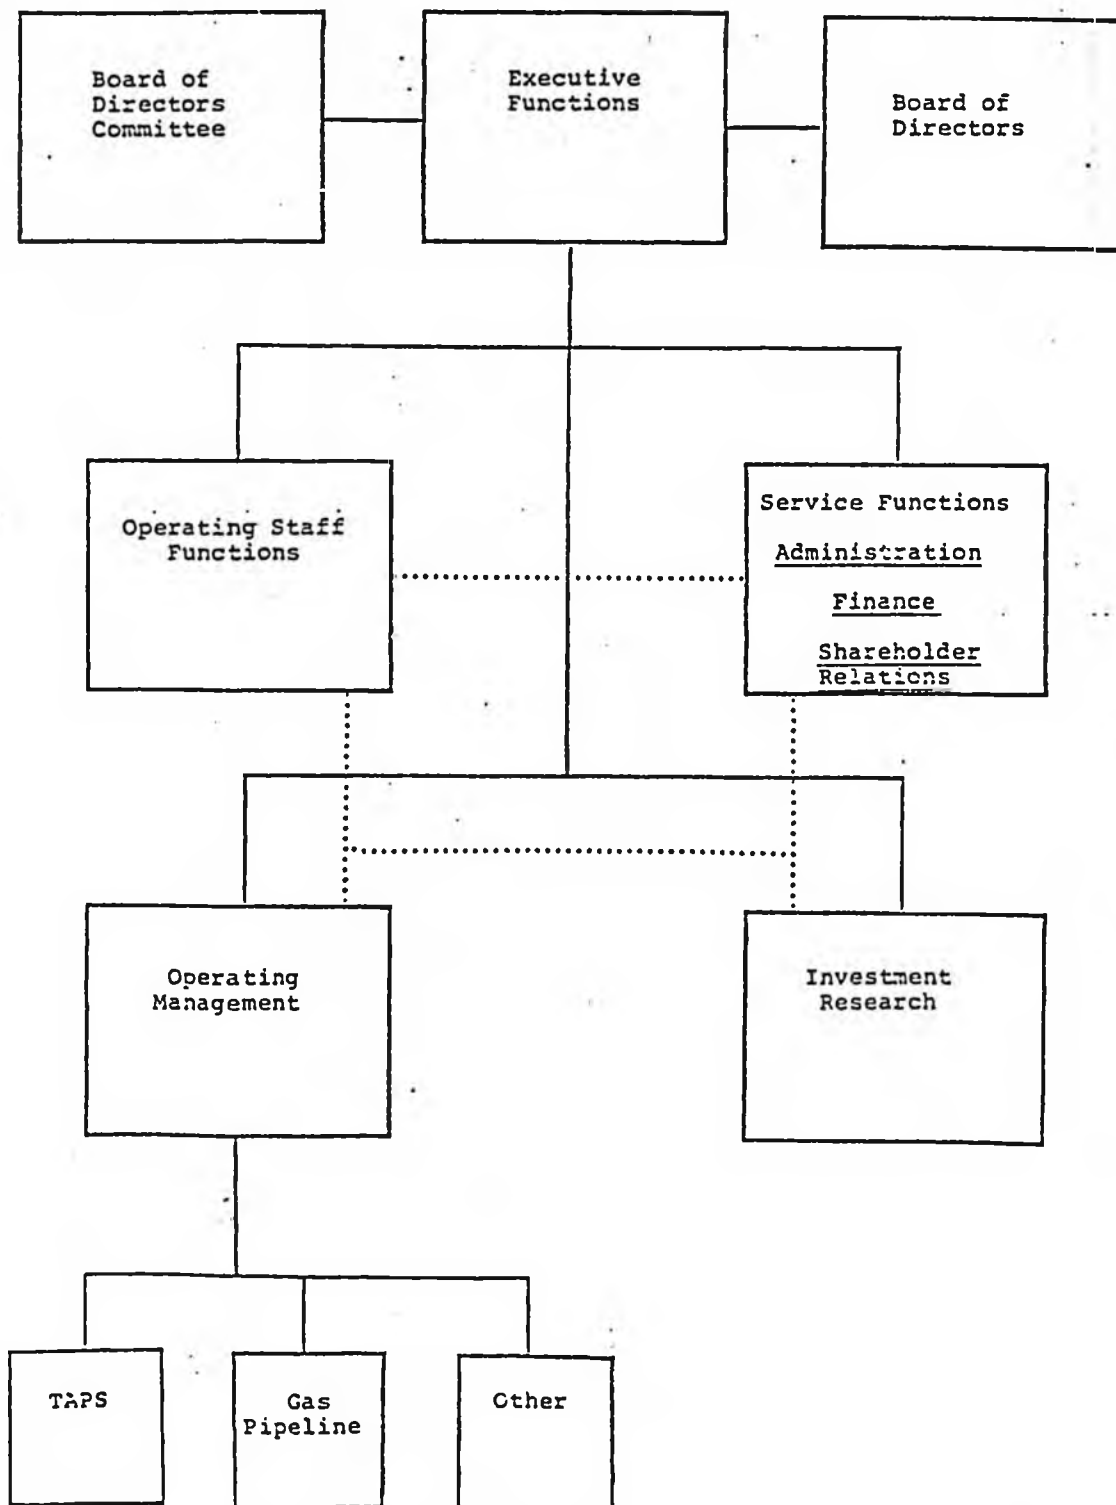 Board of
Directors
Committee
Executive
Functions
Board of
Directors
Operating Staff
Functions
Service Functions
Administration
Finance
Shareholder
Relations
Operating
Management
Investment
Research
TAPS
Gas
Pipeline
Other